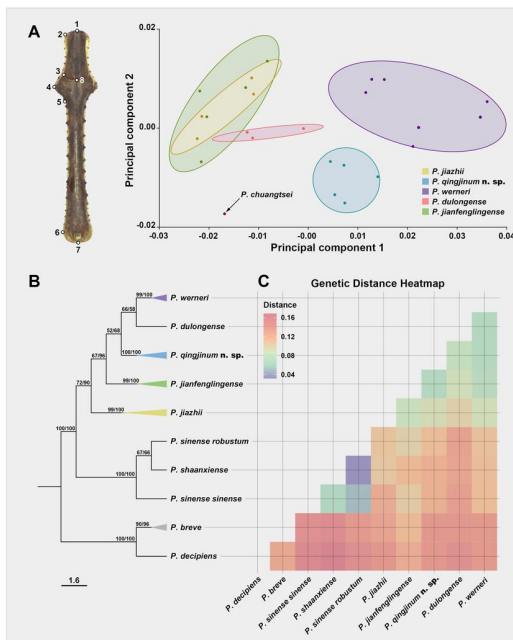 A
1
2
3
8
4
5
6
7
Principal component 2
0.02
0.00
-0.02
P. chuangtsei
P. jiazhii
P. qingjinum n. sp.
P. werneri
P. dulongense
P. jianfenglingense
-0.03
-0.02
-0.01
0.00
0.01
0.02
0.03
0.04
Principal component 1
B
99/100
P. werneri
66/58
P. dulongense
52/68
100/100
P. qingjinum n. sp.
67/96
99/100
P. jianfenglingense
72/90
99/100
P. jiazhii
100/100
P. sinense robustum
67/66
P. shaanxiense
100/100
P. sinense sinense
90/96
P. breve
100/100
P. decipiens
1.6
C
Genetic Distance Heatmap
Distance
0.16
0.12
0.08
0.04
P. decipiens
P. breve
P. sinense sinense
P. shaanxiense
P. sinense robustum
P. jiazhii
P. jianfenglingense
P. qingjinum n. sp.
P. dulongense
P. werneri